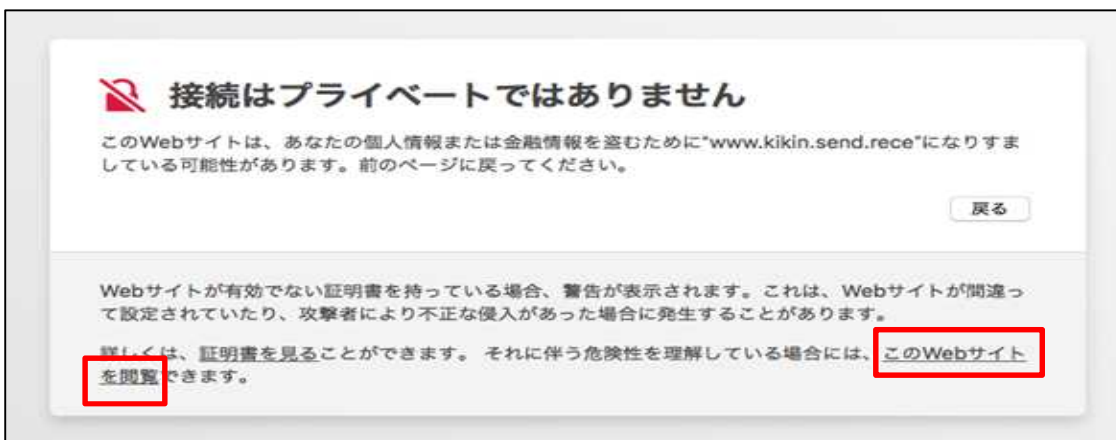 接続はプライベートではありません
このWebサイトは、あなたの個人情報または金融情報を盗むために"www.kikin.send.rece"になりすま
している可能性があります。前のページに戻ってください。
戻る
Webサイトが有効でない証明書を持っている場合、警告が表示されます。これは、Webサイトが間違っ
て設定されていたり、攻撃者により不正な侵入があった場合に発生することがあります。
詳しくは、証明書を見ることができます。 それに伴う危険性を理解している場合には、このWebサイト
を閲覧できます。